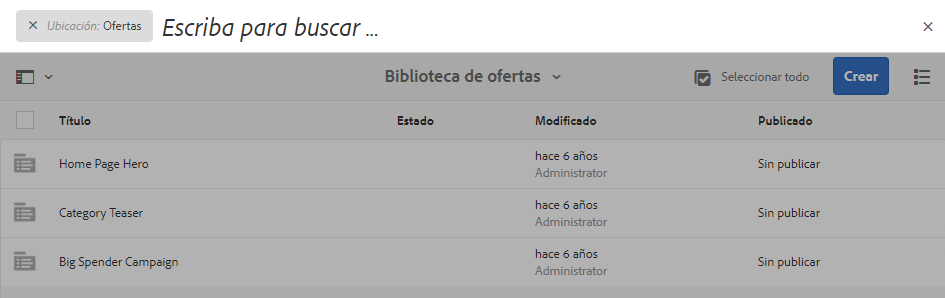 × Ubicación: Ofertas Escriba para buscar ... ×
Biblioteca de ofertas Seleccionar todo Crear
Título Estado Modificado Publicado
Home Page Hero hace 6 años Sin publicar
Administrator
Category Teaser hace 6 años Sin publicar
Administrator
Big Spender Campaign hace 6 años Sin publicar
Administrator